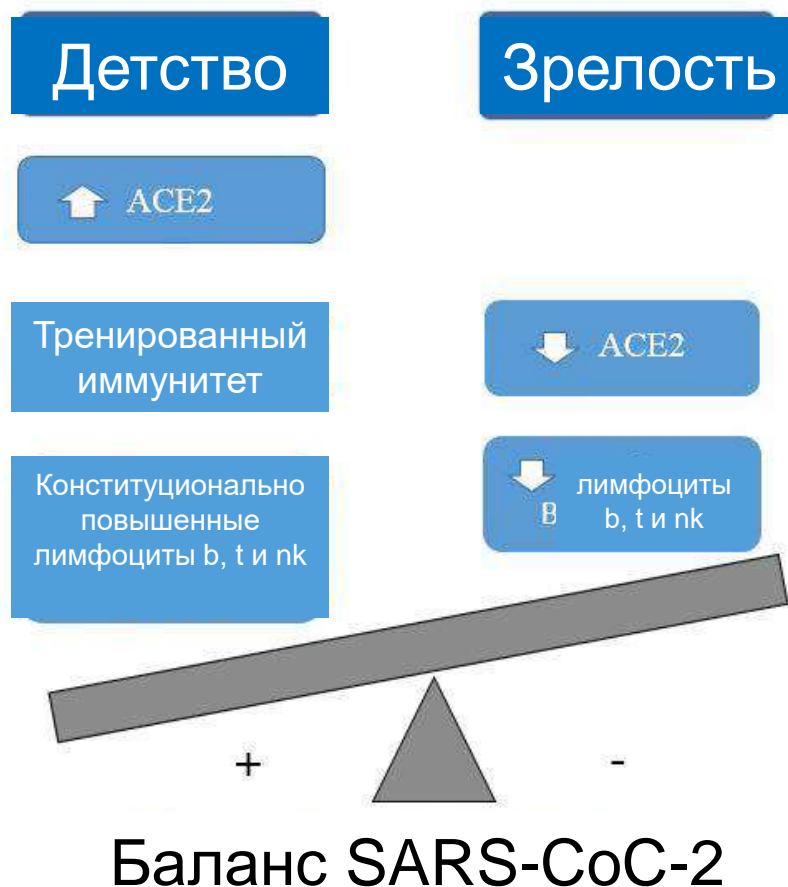 Детство
Зрелость
ACE2
Тренированный
иммунитет
ACE2
Конституционально
повышенные
лимфоциты b, t и nk
лимфоциты
B b, t и nk
+
-
Баланс SARS-CoC-2